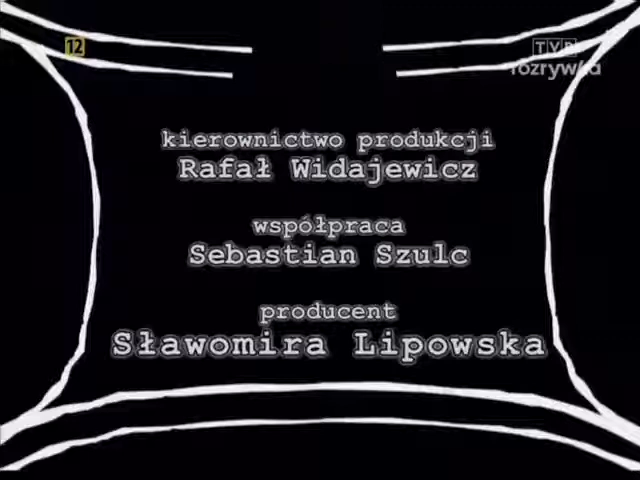 12
TVP
rozrywka
kierownictwo produkcji
Rafał Widajewicz
współpraca
Sebastian Szulc
producent
Sławomira Lipowska